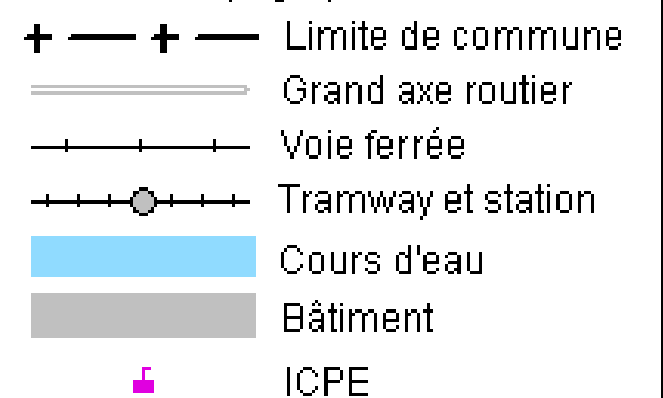 Limite de commune
Grand axe routier
Voie ferrée
Tramway et station
Cours d'eau
Bâtiment
ICPE